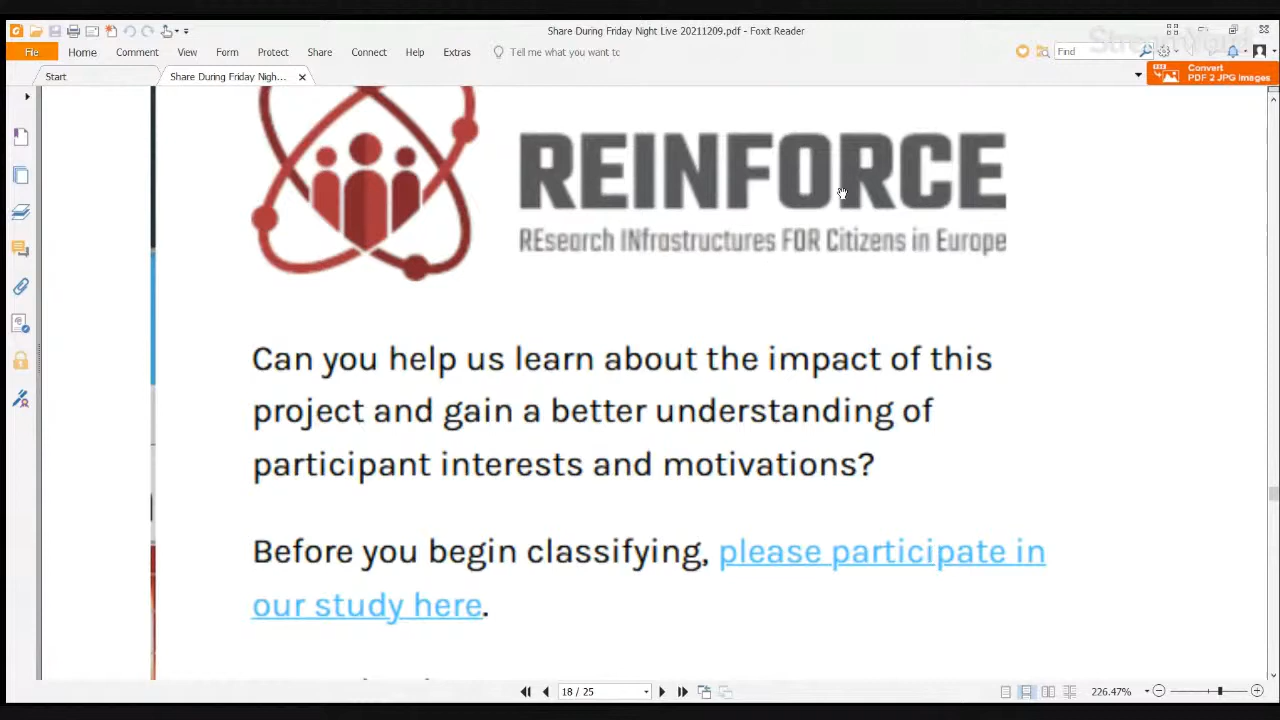 Share During Friday Night Live 20211209.pdf - Foxit Reader
File Home Comment View Form Protect Share Connect Help Extras Tell me what you want tc Find
Start Share During Friday Nigh... Convert
PDF 2 JPG Images
REINFORCE
REsearch INfrastructures FOR Citizens in Europe
Can you help us learn about the impact of this
project and gain a better understanding of
participant interests and motivations?
Before you begin classifying, please participate in
our study here.
18 / 25 226.47%